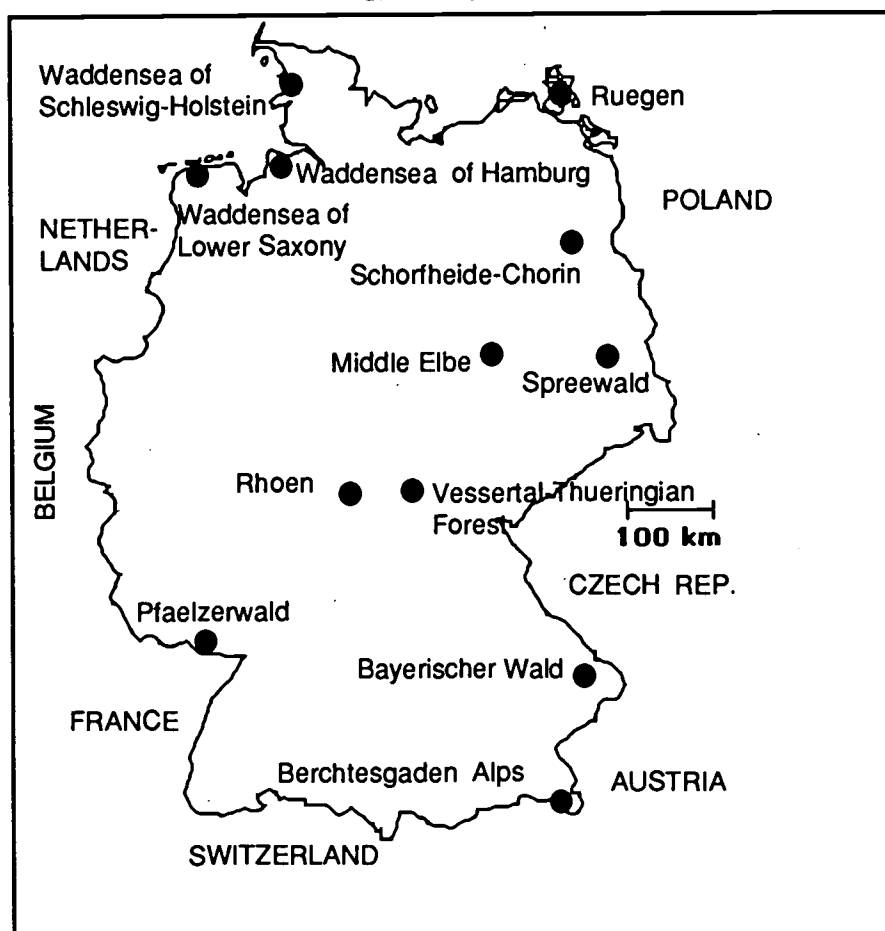 Waddensea of
Schleswig-Holstein
Ruegen
Waddensea of Hamburg
Waddensea of
Lower Saxony
NETHER-
LANDS
POLAND
Schorfheide-Chorin
Middle Elbe
Spreewald
BELGIUM
Rhoen
Vessertal-Thueringian
Forest
100 km
CZECH REP.
Pfaelzerwald
Bayerischer Wald
FRANCE
Berchtesgaden Alps
AUSTRIA
SWITZERLAND